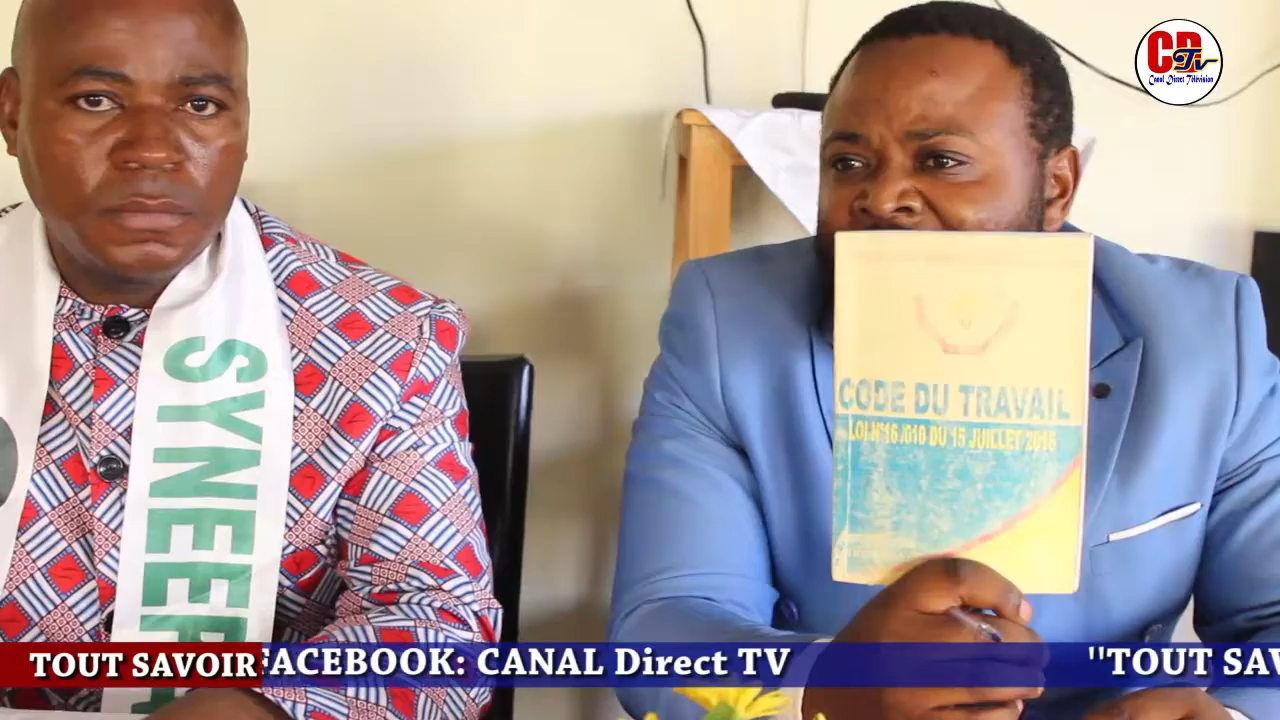 CD
Tv
Canal Direct Télévision
SYNEE
CODE DU TRAVAIL
LOI N°16/010 DU 15 JUILLET 2016
TOUT SAVOIR
FACEBOOK: CANAL Direct TV
"TOUT SAV